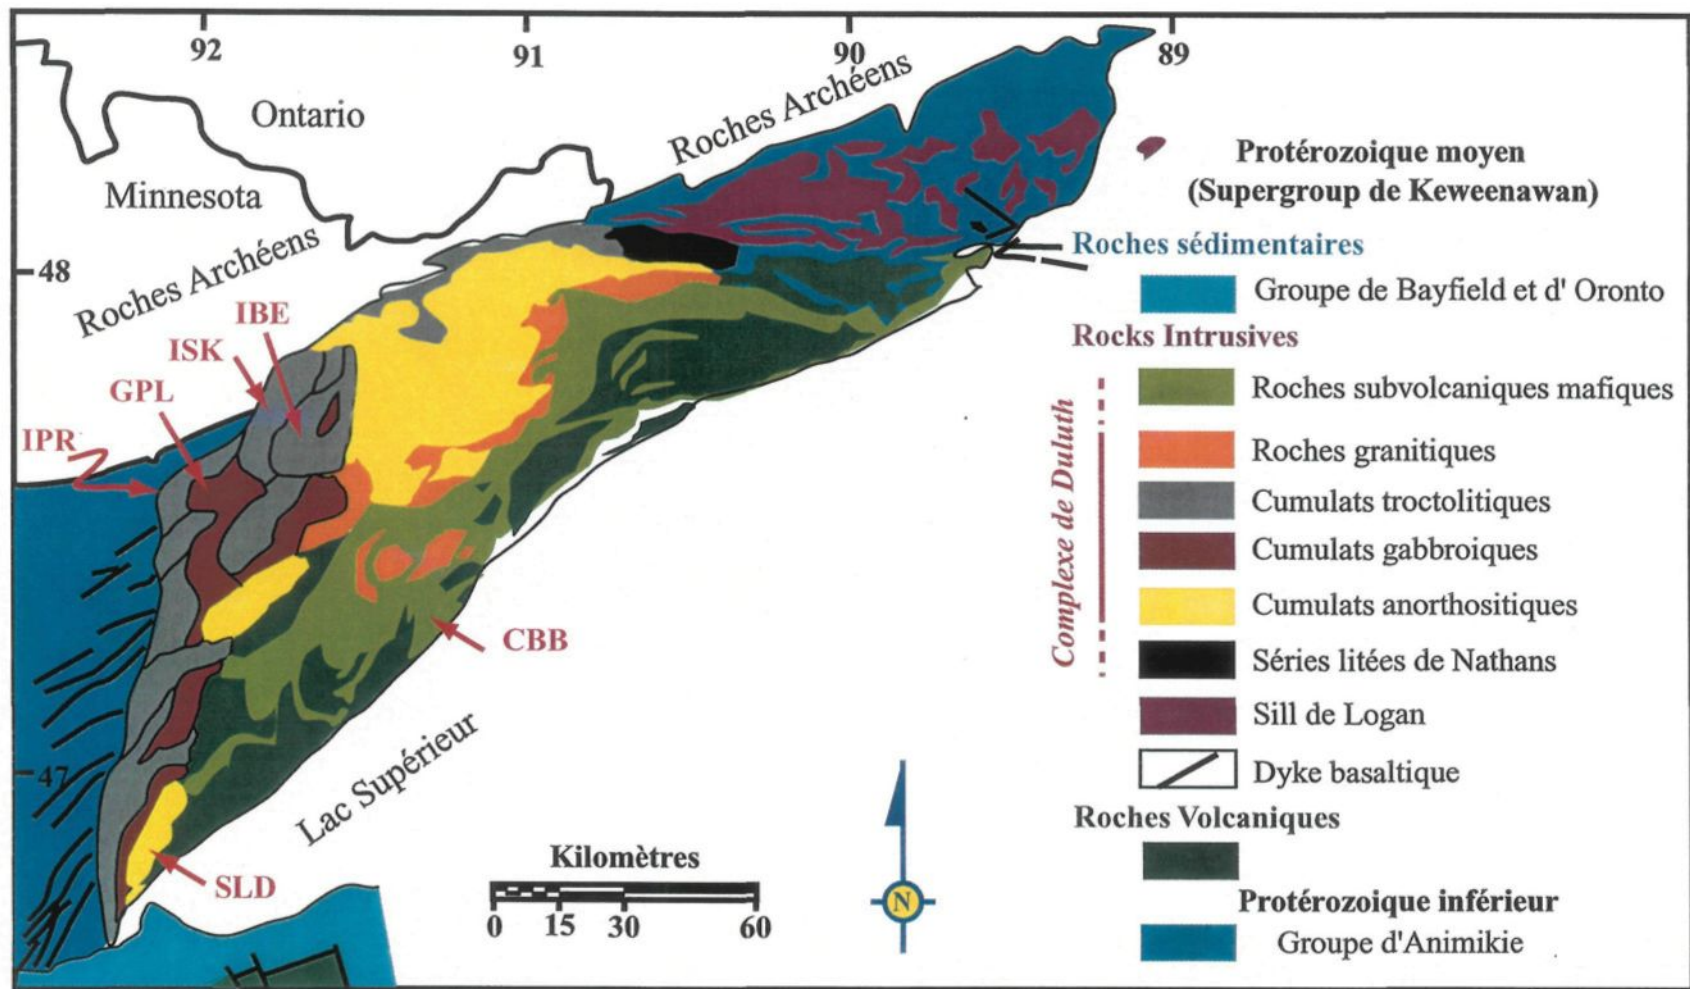 92
91
90
89
Ontario
Minnesota
Roches Archéens
Roches Archéens
48
47
IBE
ISK
GPL
IPR
CBB
SLD
Lac Supérieur
Kilomètres
0 15 30 60
N
Protérozoique moyen
(Supergroup de Keweenawan)
Roches sédimentaires
Groupe de Bayfield et d' Oronto
Rocks Intrusives
Complexe de Duluth
Roches subvolcaniques mafiques
Roches granitiques
Cumulats troctolitiques
Cumulats gabbroiques
Cumulats anorthositiques
Séries litées de Nathans
Sill de Logan
Dyke basaltique
Roches Volcaniques
Protérozoique inférieur
Groupe d'Animikie